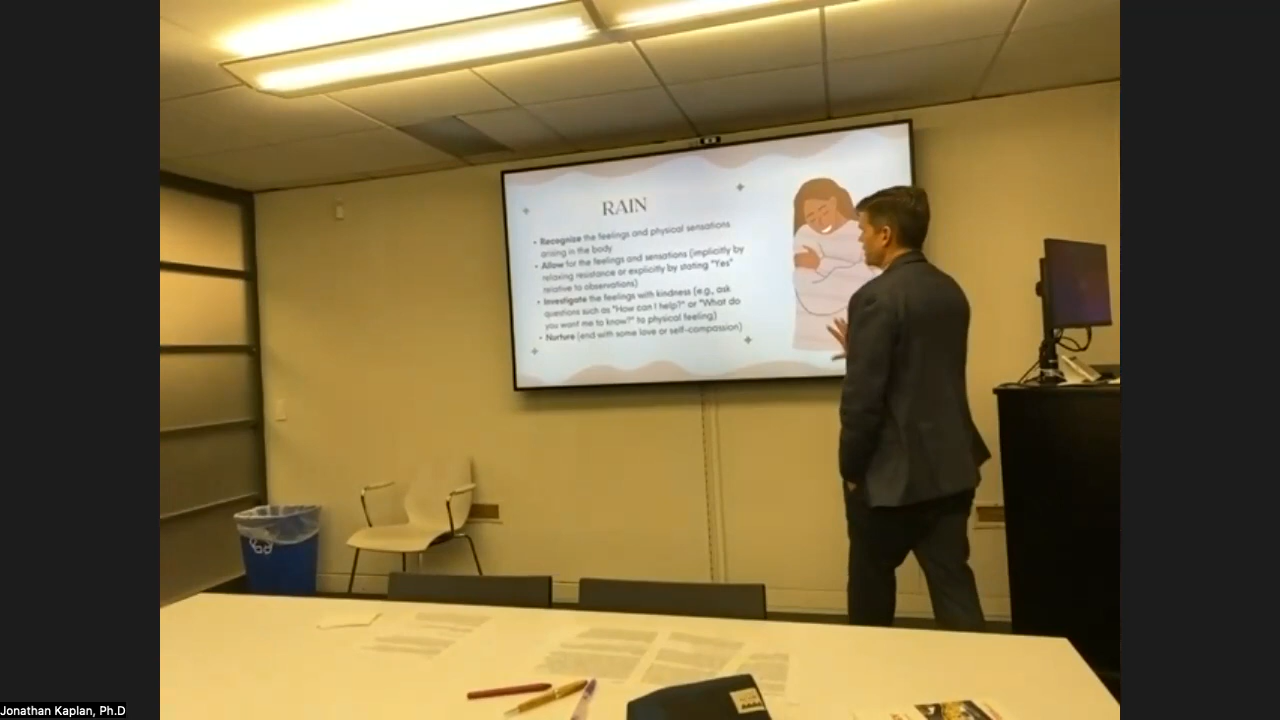 RAIN
• Recognize the feelings and physical sensations
arising in the body
• Allow for the feelings and sensations (implicitly by
relaxing resistance or explicitly by stating "Yes"
relative to observations)
• Investigate the feelings with kindness (e.g., ask
questions such as "How can I help?" or "What do
you want me to know?" to physical feeling)
• Nurture (end with some love or self-compassion)
Jonathan Kaplan, Ph.D